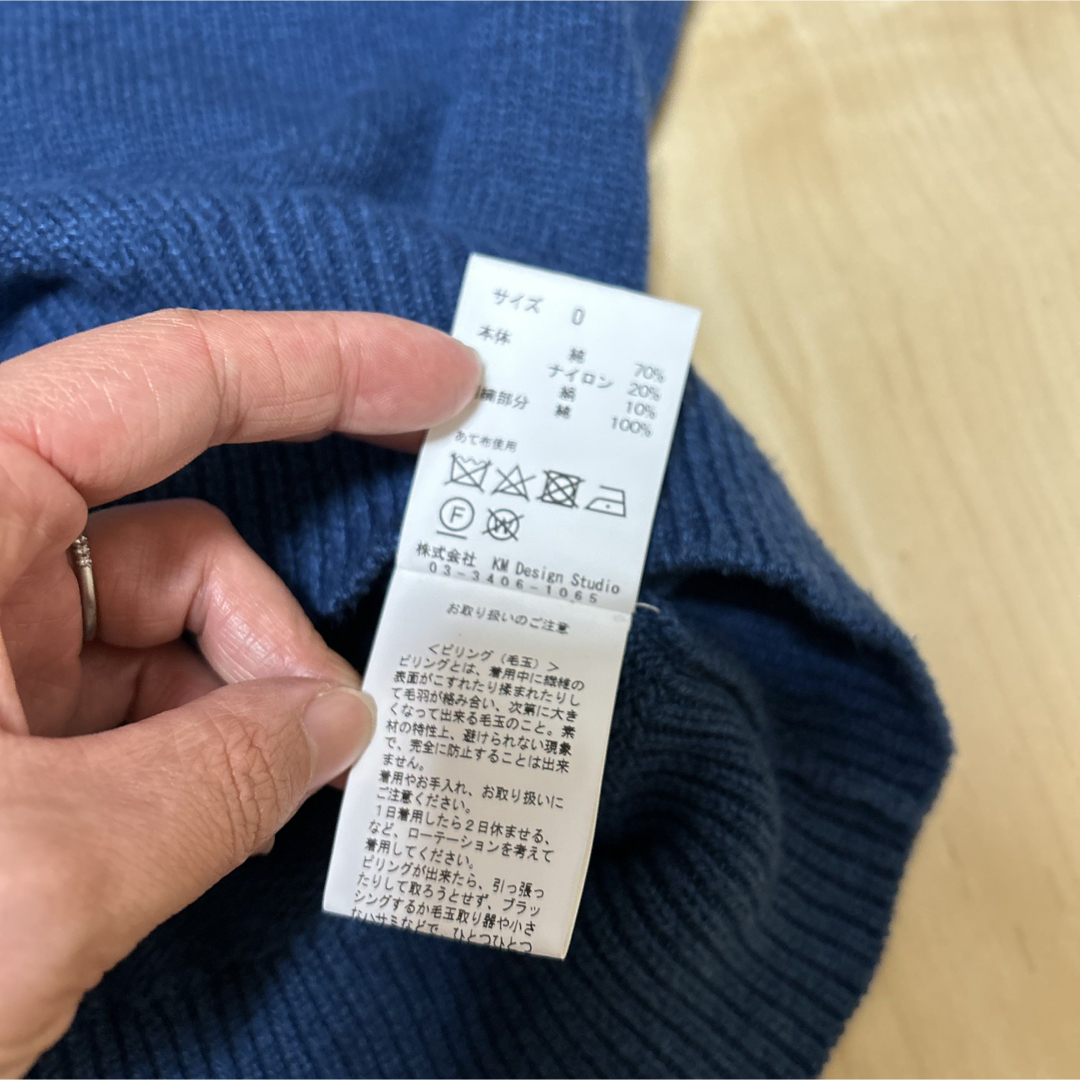 サイズ 0
本体 綿 70%
ナイロン 20%
絹 10%
部分 綿 100%
あて布使用
F W
株式会社 KM Design Studio
03-3406-1065
お取り扱いのご注意
<ピリング（毛玉）>
ピリングとは、着用中に繊維の
表面がこすれたり揉まれたりし
て毛羽が絡み合い、次第に大き
くなって出来る毛玉のこと。素
材の特性上、避けられない現象
で、完全に防止することは出来
ません。
着用やお手入れ、お取り扱いに
ご注意ください。
1日着用したら2日休ませる、
など、ローテーションを考えて
着用してください。
ピリングが出来たら、引っ張っ
たりして取ろうとせず、ブラッ
シングするか毛玉取り器や小さ
なハサミなどで、ひとつひとつ